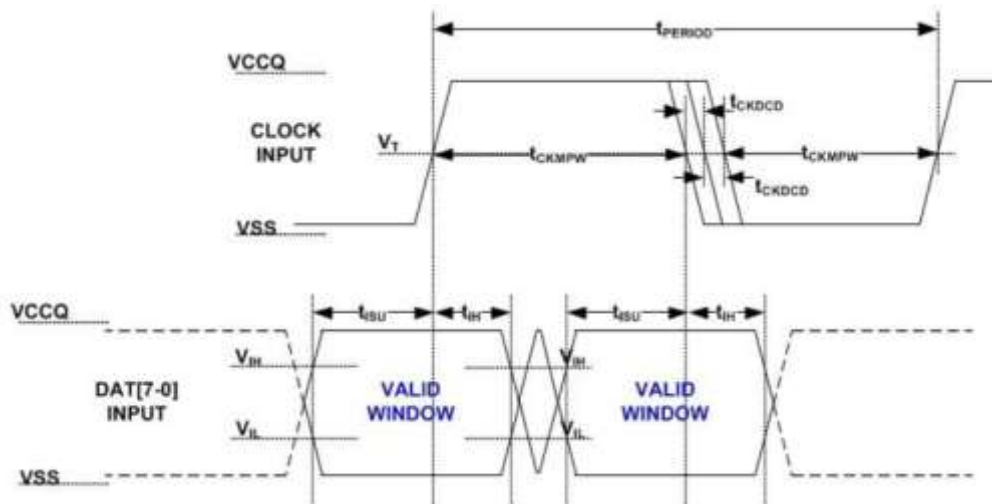 tPERIOD
VCCQ
tCKDCD
CLOCK
INPUT
VT
tCKMPW
tCKMPW
tCKDCD
VSS
VCCQ
tISU
tIH
tISU
tIH
VIH
VIH
DAT[7-0]
INPUT
VALID
WINDOW
VALID
WINDOW
VIL
VIL
VSS